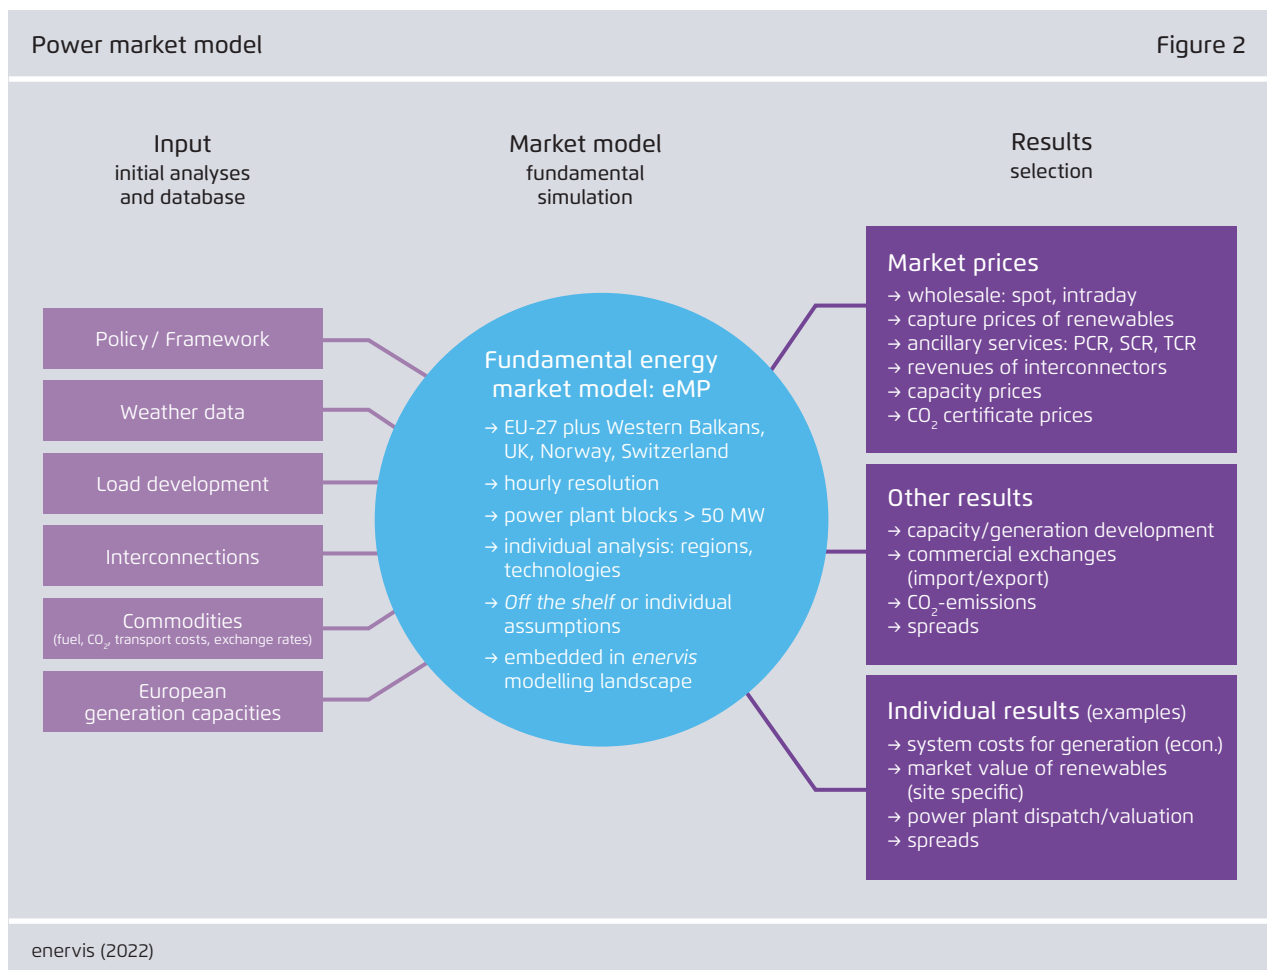 Power market model
Figure 2
Input
initial analyses
and database
Market model
fundamental
simulation
Results
selection
Policy / Framework
Weather data
Load development
Interconnections
Commodities
(fuel, CO₂, transport costs, exchange rates)
European
generation capacities
Fundamental energy
market model: eMP
→ EU-27 plus Western Balkans,
UK, Norway, Switzerland
→ hourly resolution
→ power plant blocks > 50 MW
→ individual analysis: regions,
technologies
→ Off the shelf or individual
assumptions
→ embedded in enervis
modelling landscape
Market prices
→ wholesale: spot, intraday
→ capture prices of renewables
→ ancillary services: PCR, SCR, TCR
→ revenues of interconnectors
→ capacity prices
→ CO₂ certificate prices
Other results
→ capacity/generation development
→ commercial exchanges
(import/export)
→ CO₂-emissions
→ spreads
Individual results (examples)
→ system costs for generation (econ.)
→ market value of renewables
(site specific)
→ power plant dispatch/valuation
→ spreads
enervis (2022)